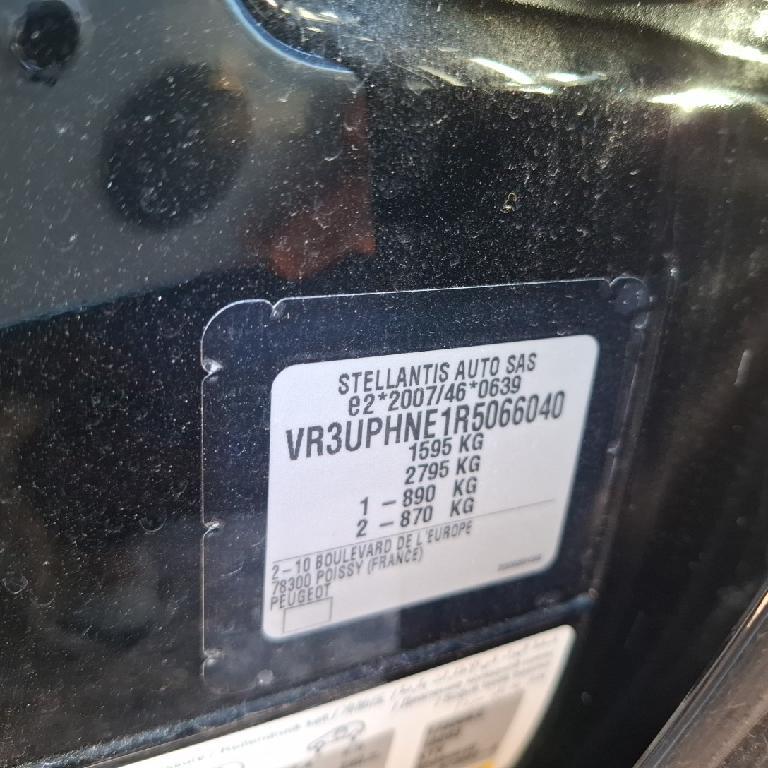 STELLANTIS AUTO SAS
e2*2007/46*0639
VR3UPHNE1R5066040
1595 KG
2795 KG
1 - 890 KG
2 - 870 KG
2-10 BOULEVARD DE L'EUROPE
78300 POISSY (FRANCE)
PEUGEOT